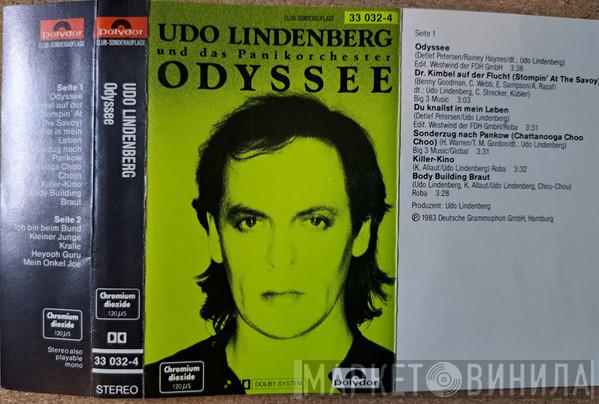 Polydor
CLUB-SONDERAUFLAGE
Seite 1
Odyssee
Kimbel auf der
Stompin' At
The Savoy)
knallst in mein
Leben
Sonderzug nach
Pankow
Chattanooga Choo
Choo)
Killer-Kino
Body Building
Braut
Seite 2
Ich bin beim Bund
Kleiner Junge
Kralle
Heyooh Guru
Mein Onkel Joe
Chromium
dioxide
120 µS
Stereo also
playable
mono
Polydor
CLUB-SONDERAUFLAGE
UDO LINDENBERG
Odyssee
Chromium
dioxide
120 µS
33 032-4
STEREO
CLUB-SONDERAUFLAGE 33 032-4
UDO LINDENBERG
und das Panikorchester
ODYSSEE
Chromium
dioxide
120 µS
DOLBY SYSTEM
Polydor
Seite 1
Odyssee
(Detlef Petersen/Rainey Haynes/dt.: Udo Lindenberg)
Edit. Westwind der FDH GmbH 3:36
Dr. Kimbel auf der Flucht (Stompin' At The Savoy)
(Benny Goodman, C. Webb, E. Sampson/A. Razaf/
dt.: Udo Lindenberg, C. Strecker, Kübler)
Big 3 Music 3:03
Du knallst in mein Leben
(Detlef Petersen/Udo Lindenberg)
Edit. Westwind der FDH GmbH/Roba 3:31
Sonderzug nach Pankow (Chattanooga Choo
Choo) (H. Warren/T. M. Gordon/dt.: Udo Lindenberg)
Big 3 Music/Global 3:31
Killer-Kino
(K. Allaut/Udo Lindenberg) Roba 3:32
Body Building Braut
(Udo Lindenberg, K. Allaut/Udo Lindenberg, Chou-Chou)
Roba 3:28
Produzent: Udo Lindenberg
Ⓟ 1983 Deutsche Grammophon GmbH, Hamburg
МАРКЕТ ВИНИЛА